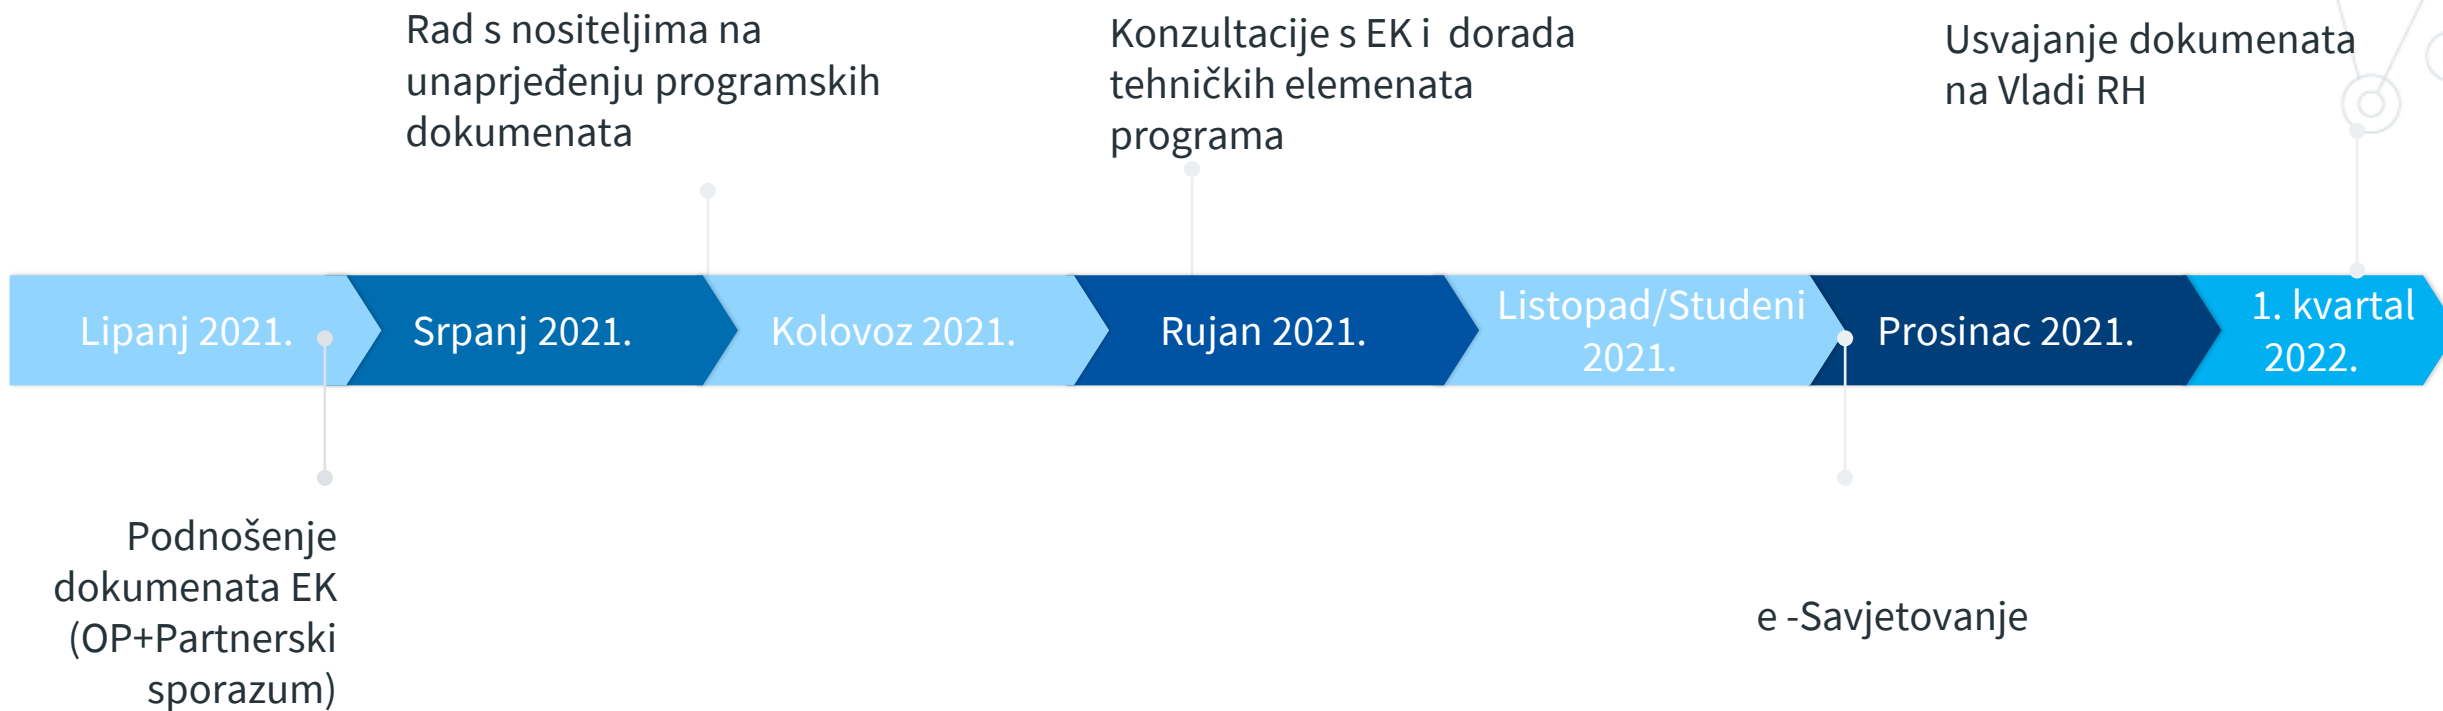 Rad s nositeljima na
unaprjeđenju programskih
dokumenata
Konzultacije s EK i  dorada
tehničkih elemenata
programa
Usvajanje dokumenata
na Vladi RH
Lipanj 2021.
Srpanj 2021.
Kolovoz 2021.
Rujan 2021.
Listopad/Studeni
2021.
Prosinac 2021.
1. kvartal
2022.
Podnošenje
dokumenata EK
(OP+Partnerski
sporazum)
e -Savjetovanje